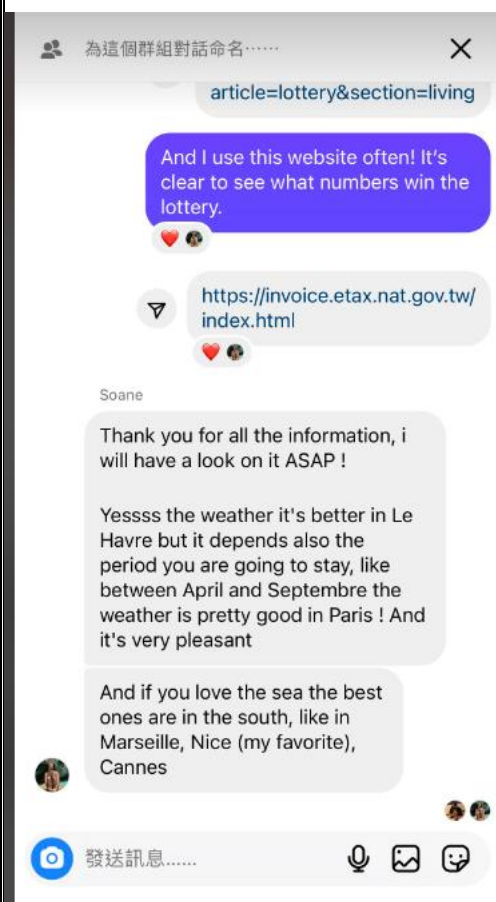 為這個群組對話命名……
article=lottery&section=living
And I use this website often! It's
clear to see what numbers win the
lottery.
https://invoice.etax.nat.gov.tw/
index.html
Soane
Thank you for all the information, i
will have a look on it ASAP !
Yessss the weather it's better in Le
Havre but it depends also the
period you are going to stay, like
between April and Septembre the
weather is pretty good in Paris ! And
it's very pleasant
And if you love the sea the best
ones are in the south, like in
Marseille, Nice (my favorite),
Cannes
發送訊息......